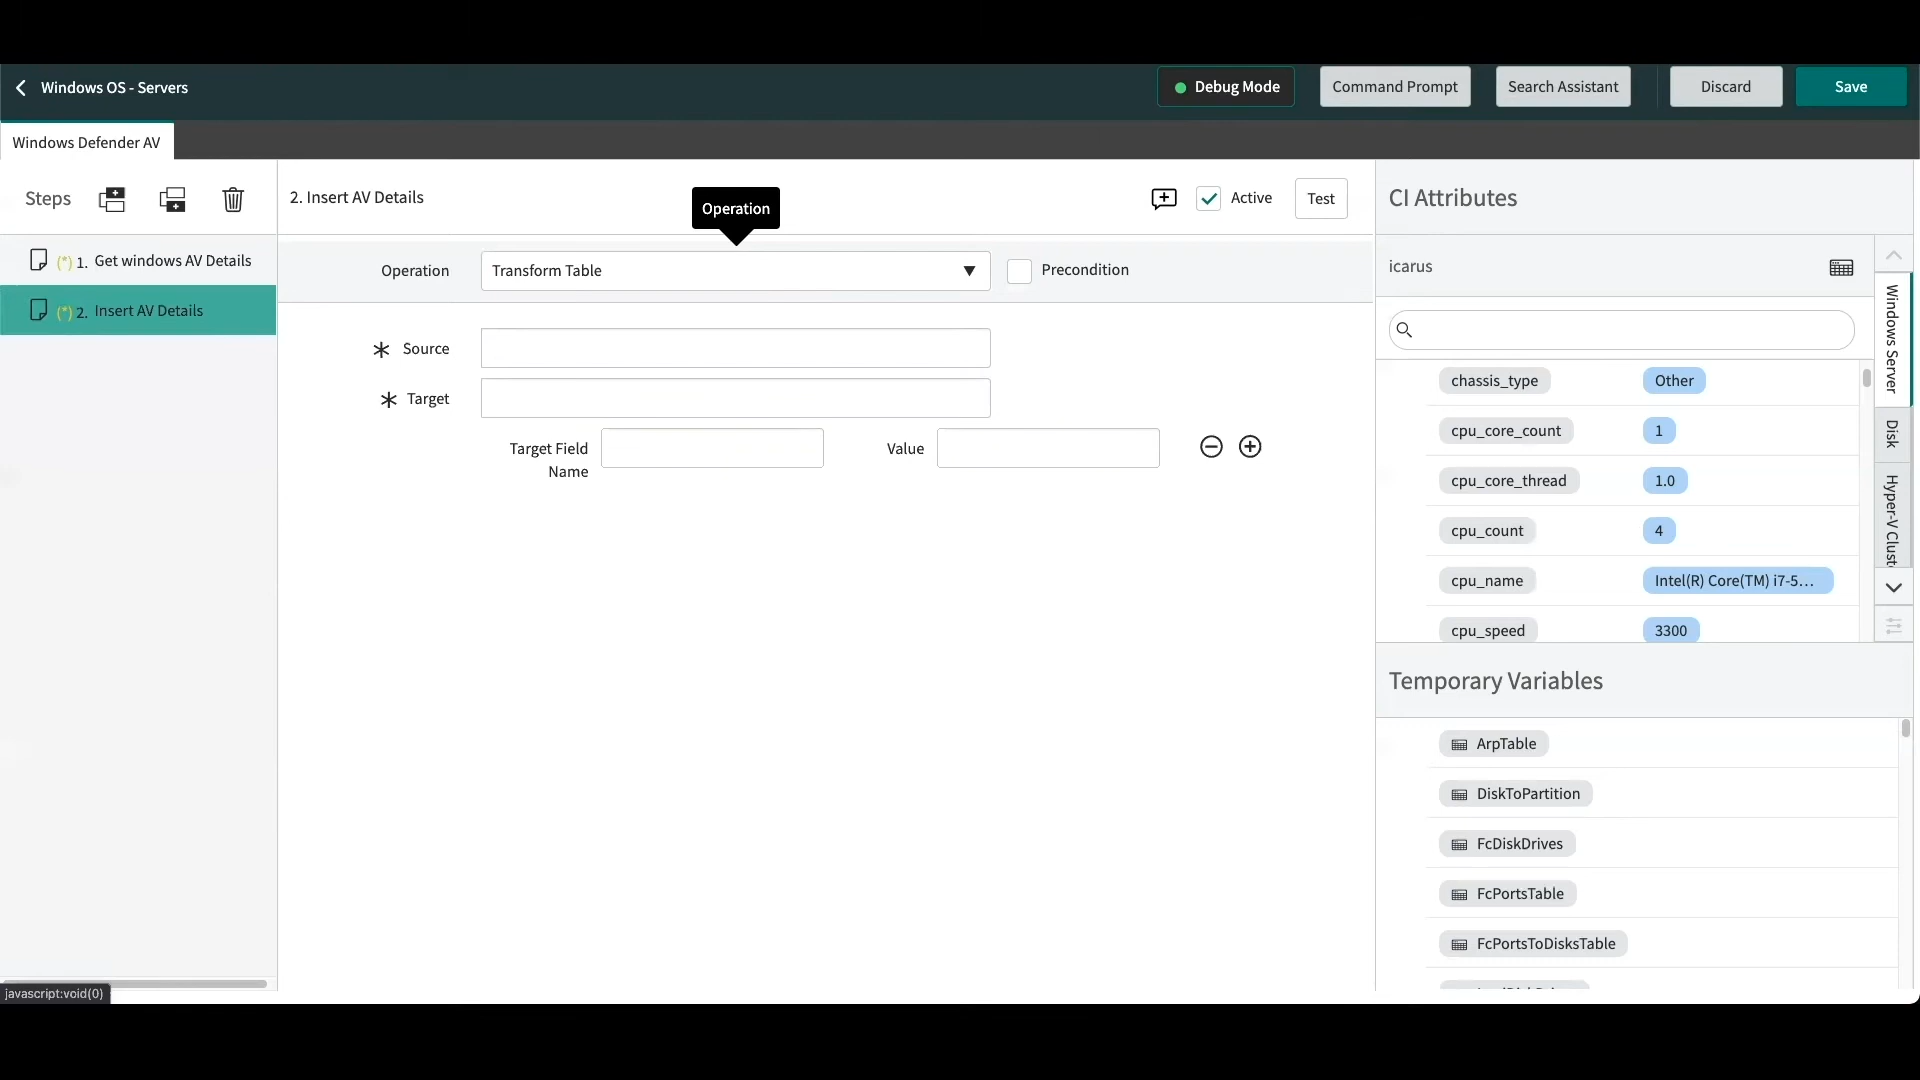 Windows OS - Servers
Debug Mode
Command Prompt
Search Assistant
Discard
Save
Windows Defender AV
Steps
2. Insert AV Details
Operation
Active
Test
(*) 1. Get windows AV Details
(*) 2. Insert AV Details
Operation
Transform Table
Precondition
* Source
* Target
Target Field
Name
Value
CI Attributes
icarus
chassis_type Other
cpu_core_count 1
cpu_core_thread 1.0
cpu_count 4
cpu_name Intel(R) Core(TM) i7-5...
cpu_speed 3300
Windows Server
Disk
Hyper-V Clust
Temporary Variables
ArpTable
DiskToPartition
FcDiskDrives
FcPortsTable
FcPortsToDisksTable
javascript:void(0)